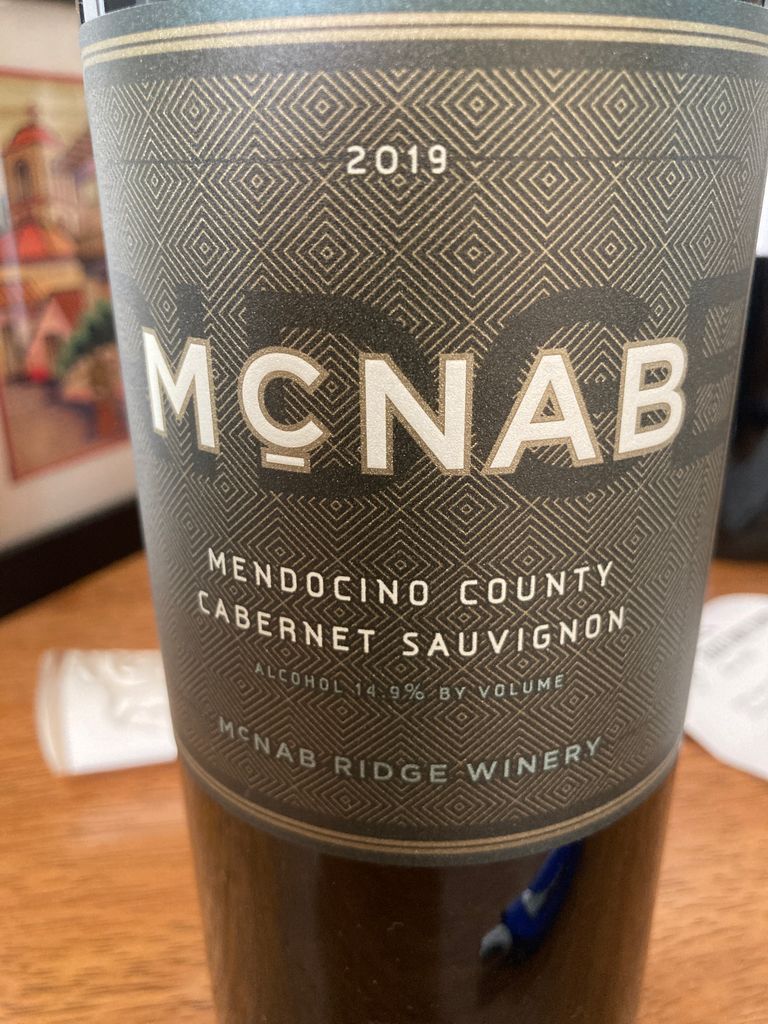 2019
McNAB
MENDOCINO COUNTY
CABERNET SAUVIGNON
ALCOHOL 14.9% BY VOLUME
McNAB RIDGE WINERY